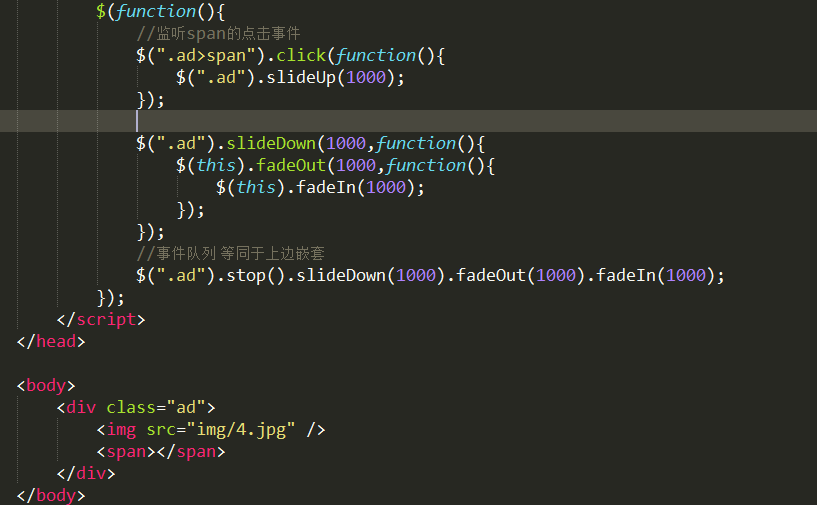 $(function(){
//监听span的点击事件
$(".ad>span").click(function(){
$(".ad").slideUp(1000);
});
$(".ad").slideDown(1000,function(){
$(this).fadeOut(1000,function(){
$(this).fadeIn(1000);
});
});
//事件队列 等同于上边嵌套
$(".ad").stop().slideDown(1000).fadeOut(1000).fadeIn(1000);
});
</script>
</head>
<body>
<div class="ad">
<img src="img/4.jpg" />
<span></span>
</div>
</body>